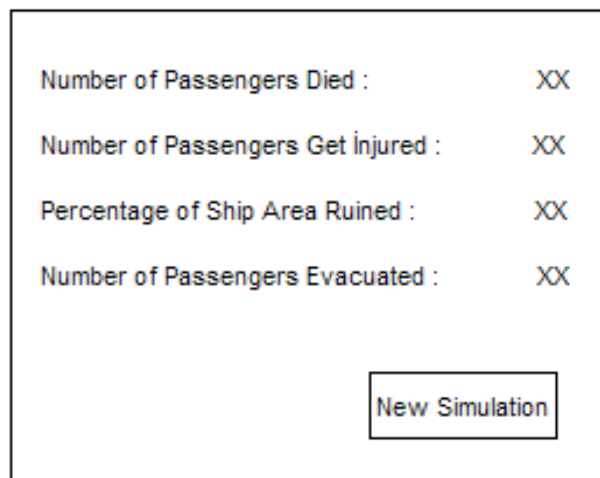 Number of Passengers Died : XX
Number of Passengers Get İnjured : XX
Percentage of Ship Area Ruined : XX
Number of Passengers Evacuated : XX
New Simulation